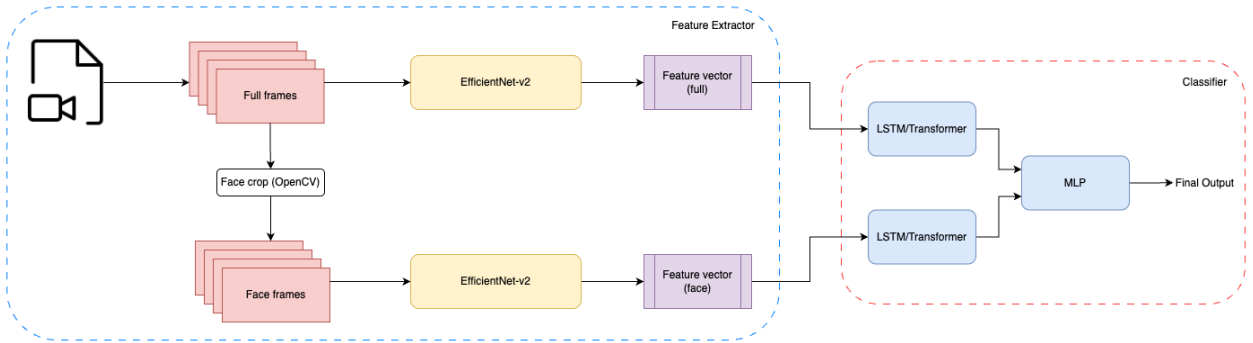 Feature Extractor
Full frames
EfficientNet-v2
Feature vector
(full)
Classifier
LSTM/Transformer
Face crop (OpenCV)
MLP
Final Output
LSTM/Transformer
Face frames
EfficientNet-v2
Feature vector
(face)